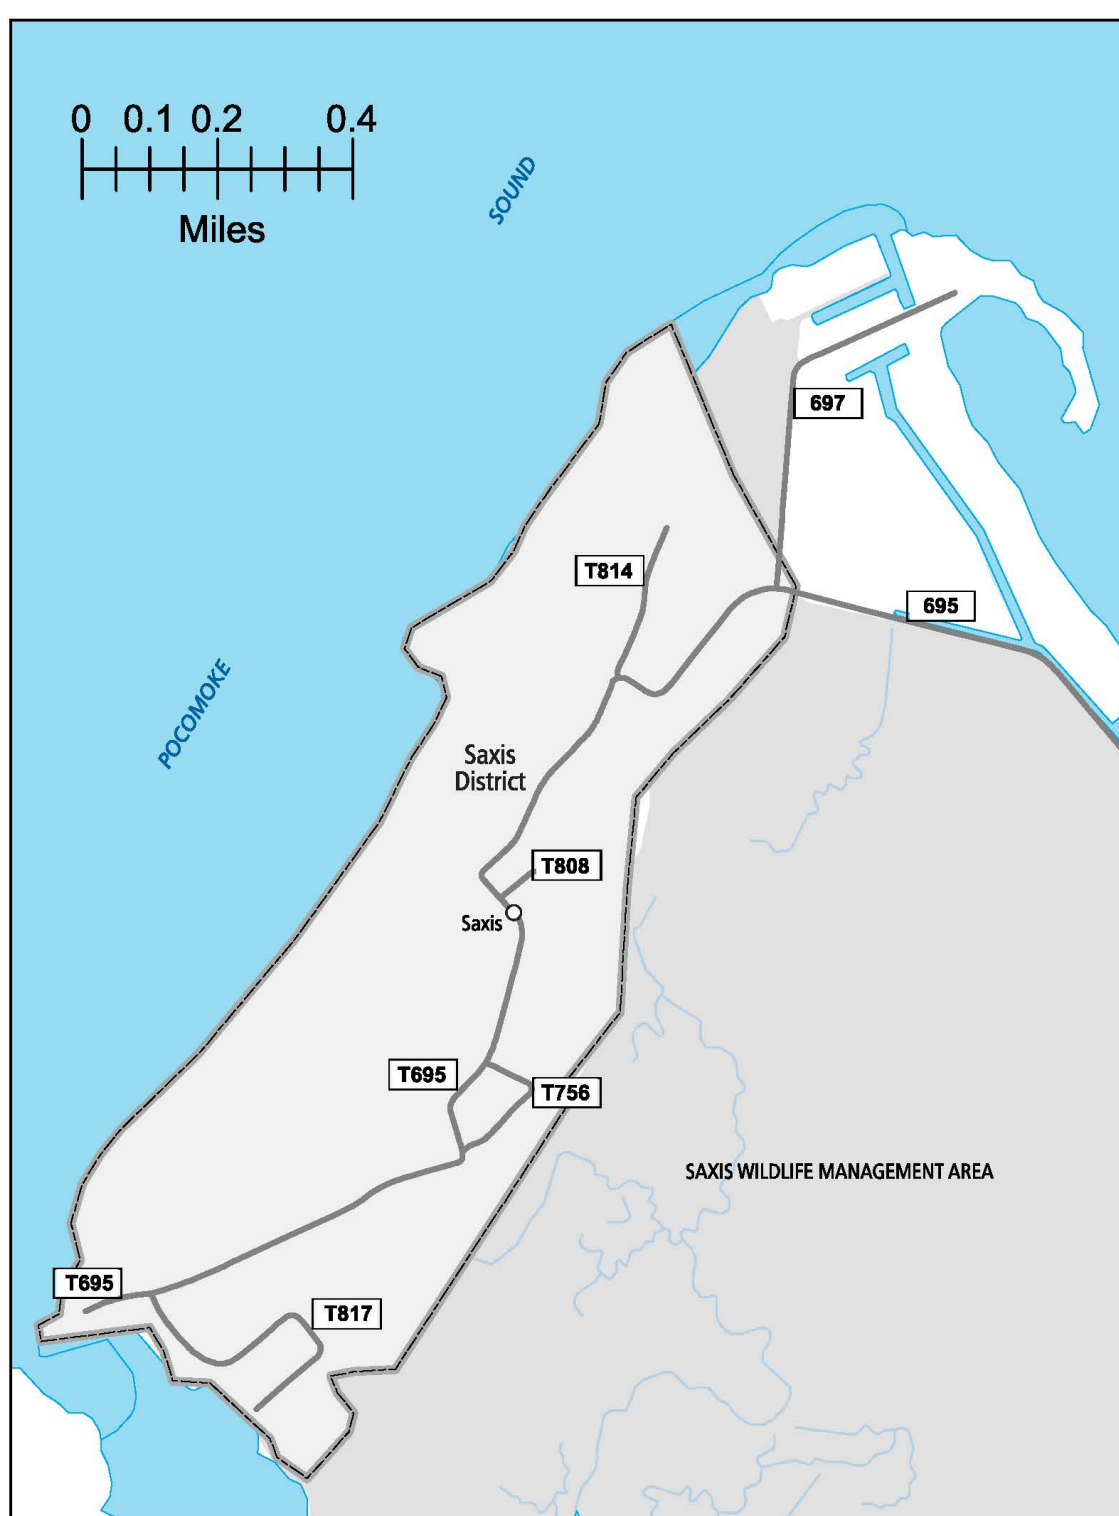 0 0.1 0.2 0.4
Miles
SOUND
697
T814
695
POCOMOKE
Saxis
District
T808
Saxis
T695
T756
SAXIS WILDLIFE MANAGEMENT AREA
T695
T817